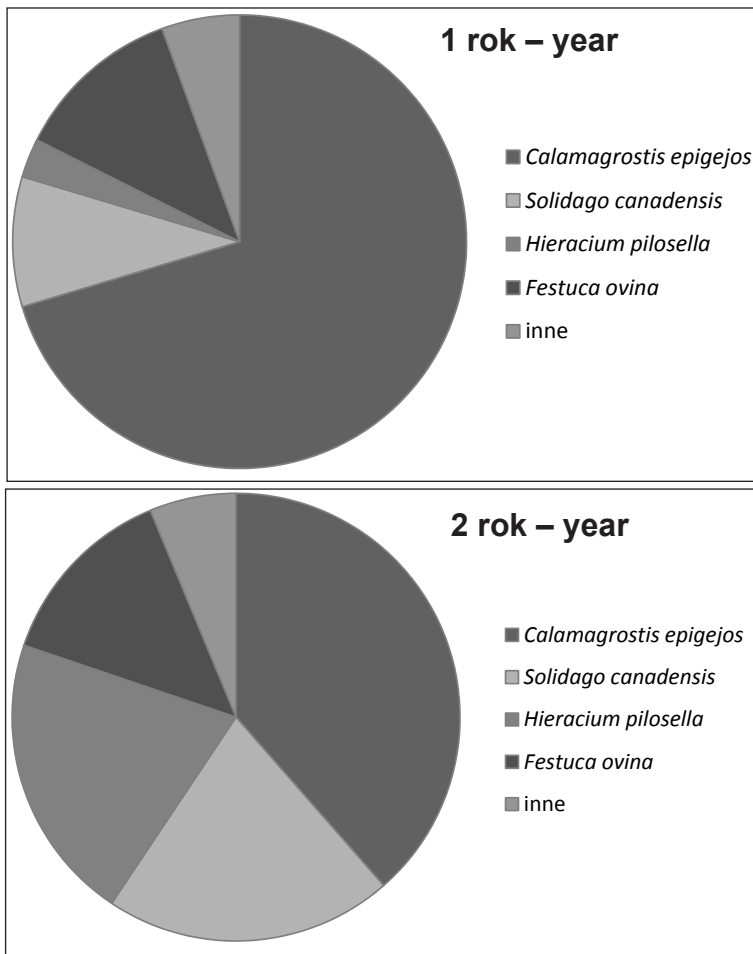 1 rok – year
Calamagrostis epigejos
Solidago canadensis
Hieracium pilosella
Festuca ovina
inne
2 rok – year
Calamagrostis epigejos
Solidago canadensis
Hieracium pilosella
Festuca ovina
inne